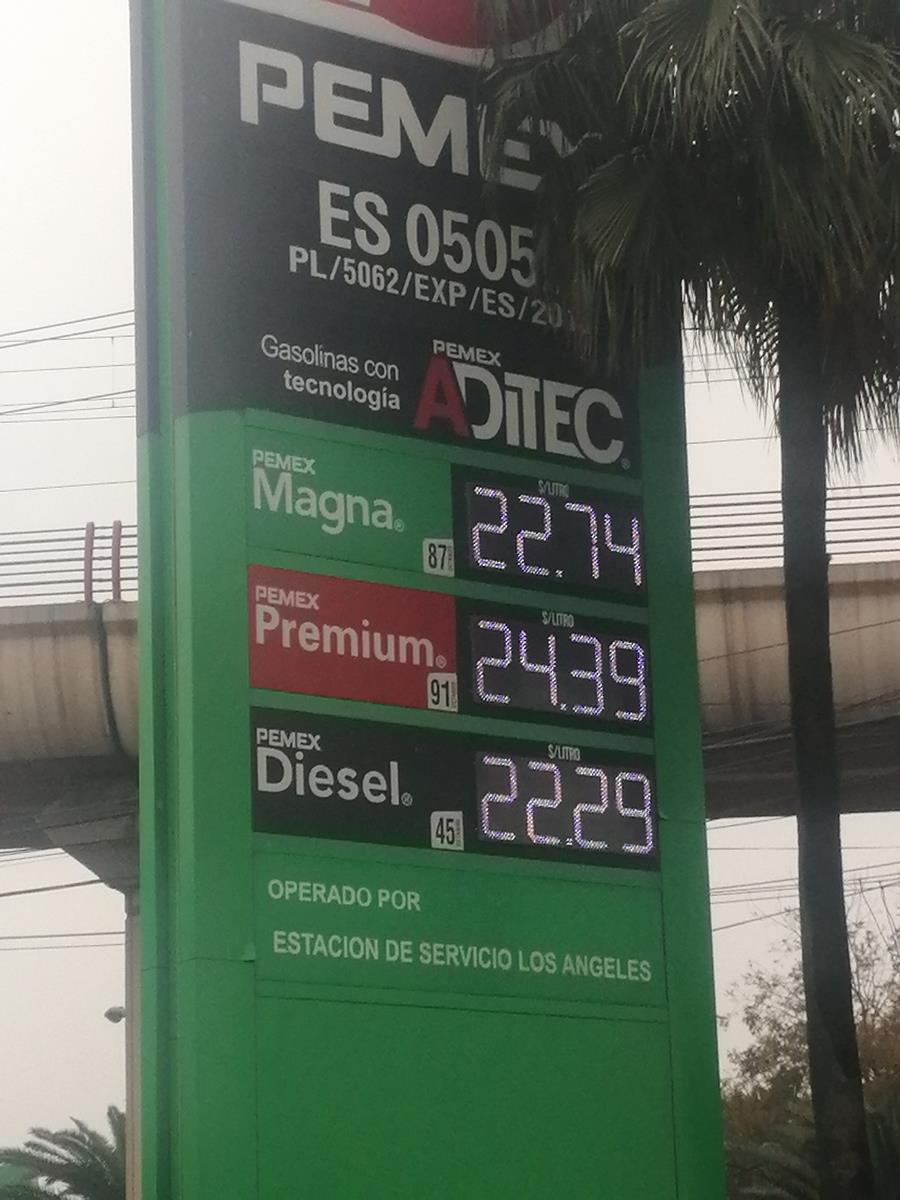 PEMEX
ES 0505
PL/5062/EXP/ES/20
Gasolinas con
tecnología
PEMEX
ADITEC®
PEMEX
Magna®
87
$/LITRO
22.74
PEMEX
Premium®
91
$/LITRO
24.39
PEMEX
Diesel®
45
$/LITRO
22.29
OPERADO POR
ESTACION DE SERVICIO LOS ANGELES